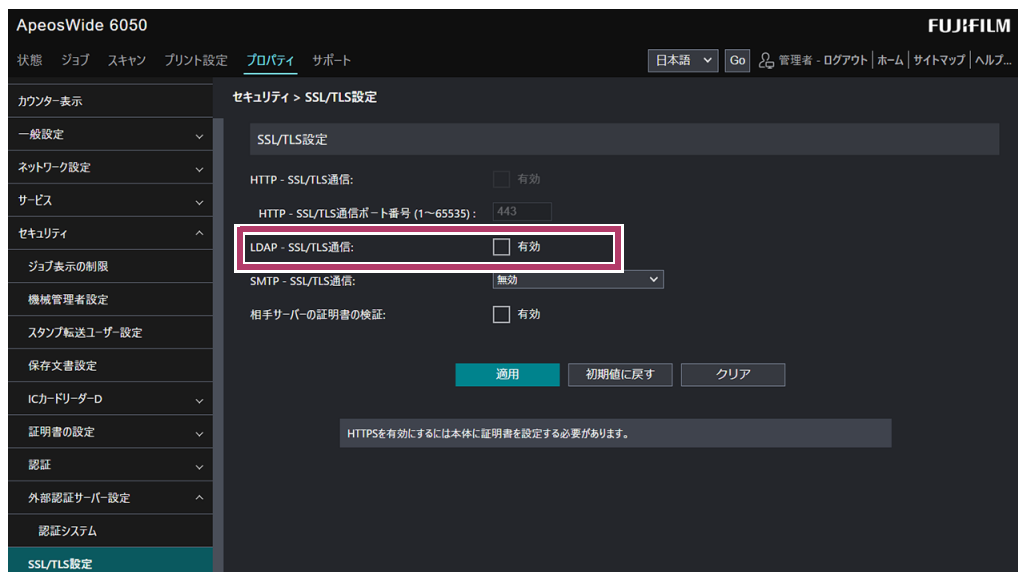 ApeosWide 6050
FUJIFILM
状態 ジョブ スキャン プリント設定 プロパティ サポート
日本語 Go 管理者 - ログアウト ホーム サイトマップ ヘルプ...
カウンター表示
一般設定
ネットワーク設定
サービス
セキュリティ
ジョブ表示の制限
機械管理者設定
スタンプ転送ユーザー設定
保存文書設定
ICカードリーダーD
証明書の設定
認証
外部認証サーバー設定
認証システム
SSL/TLS設定
セキュリティ > SSL/TLS設定
SSL/TLS設定
HTTP - SSL/TLS通信: 有効
HTTP - SSL/TLS通信ポート番号 (1～65535) : 443
LDAP - SSL/TLS通信: 有効
SMTP - SSL/TLS通信: 無効
相手サーバーの証明書の検証: 有効
適用 初期値に戻す クリア
HTTPSを有効にするには本体に証明書を設定する必要があります。